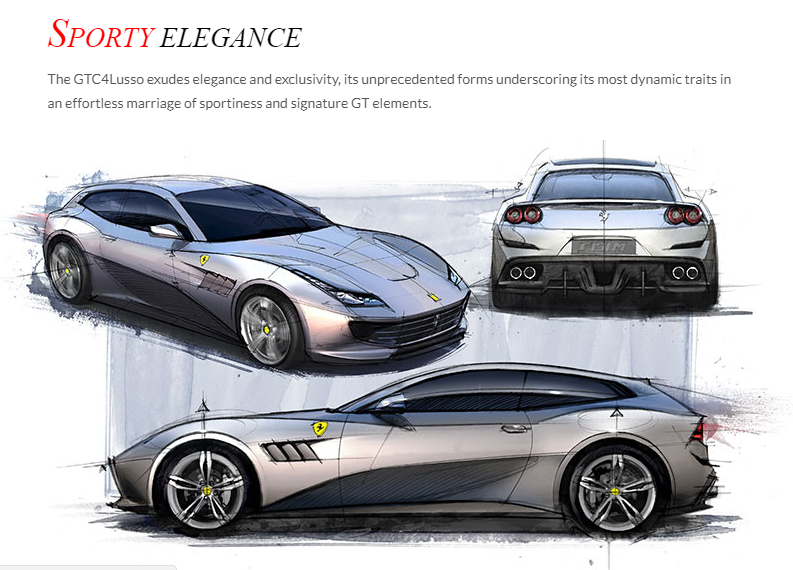 SPORTY ELEGANCE
The GTC4Lusso exudes elegance and exclusivity, its unprecedented forms underscoring its most dynamic traits in
an effortless marriage of sportiness and signature GT elements.